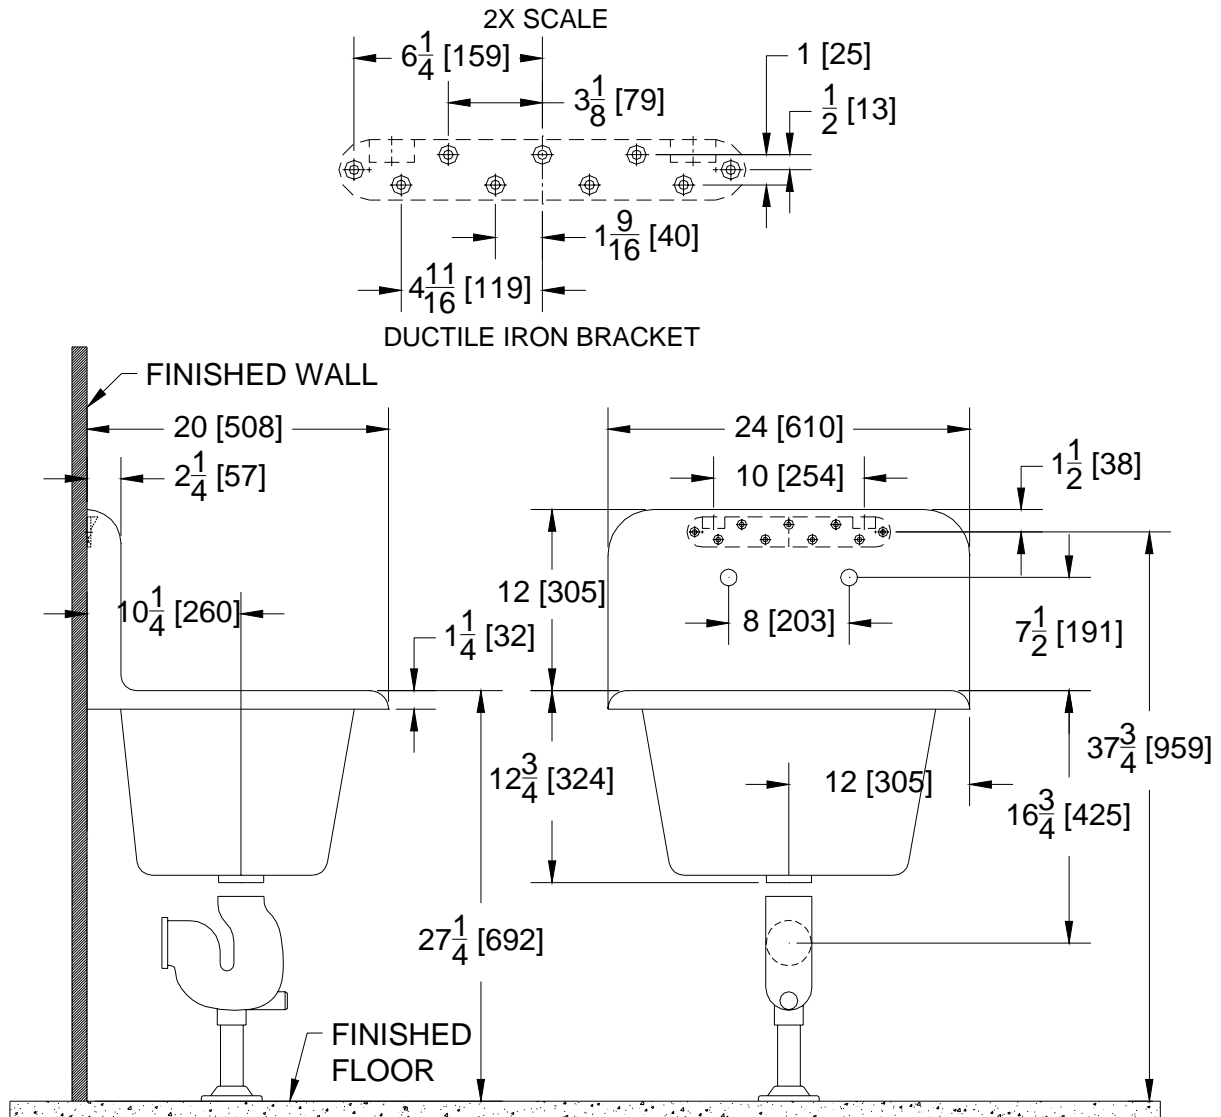 2X SCALE
6 1/4 [159]
1 [25]
3 1/8 [79]
1/2 [13]
1 9/16 [40]
4 11/16 [119]
DUCTILE IRON BRACKET
FINISHED WALL
20 [508]
24 [610]
2 1/4 [57]
10 [254]
1 1/2 [38]
12 [305]
10 1/4 [260]
8 [203]
7 1/2 [191]
1 1/4 [32]
37 3/4 [959]
12 3/4 [324]
12 [305]
16 3/4 [425]
27 1/4 [692]
FINISHED
FLOOR